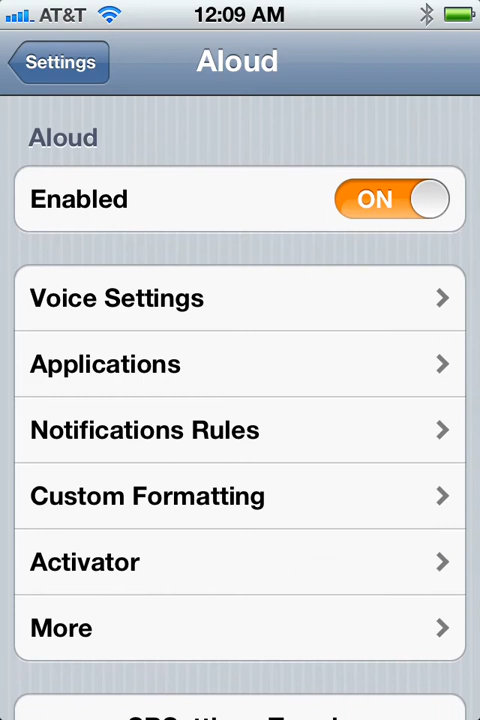 AT&T 12:09 AM
Settings
Aloud
Aloud
Enabled ON
Voice Settings
Applications
Notifications Rules
Custom Formatting
Activator
More